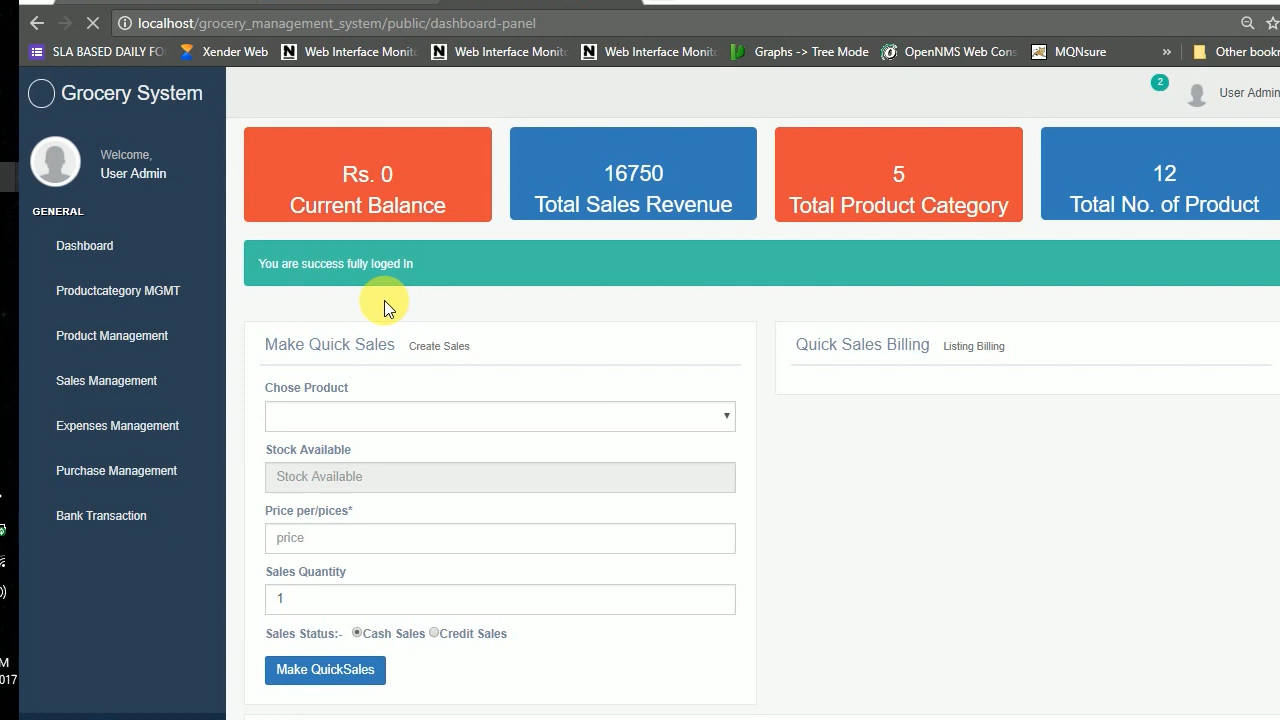 localhost/grocery_management_system/public/dashboard-panel
SLA BASED DAILY FO Xender Web Web Interface Monit Web Interface Monit Web Interface Monit Graphs -> Tree Mode OpenNMS Web Cons MQNsure » Other book
Grocery System
2
User Admin
Welcome,
User Admin
GENERAL
Dashboard
Productcategory MGMT
Product Management
Sales Management
Expenses Management
Purchase Management
Bank Transaction
Rs. 0
Current Balance
16750
Total Sales Revenue
5
Total Product Category
12
Total No. of Product
You are success fully loged In
Make Quick Sales Create Sales
Chose Product
Stock Available
Stock Available
Price per/pices*
price
Sales Quantity
1
Sales Status:- Cash Sales Credit Sales
Make QuickSales
Quick Sales Billing Listing Billing
M
017